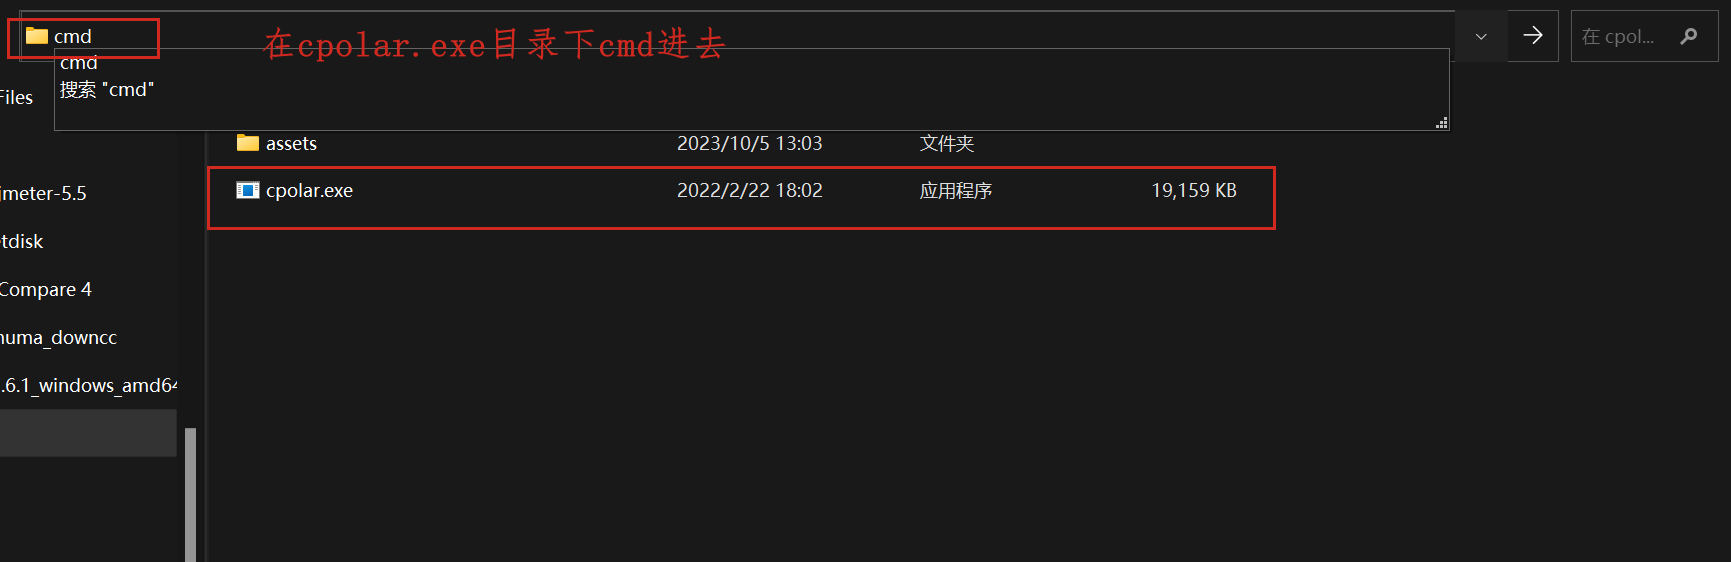 cmd
在cpolar.exe目录下cmd进去
在 cpol...
cmd
搜索 "cmd"
Files
assets 2023/10/5 13:03 文件夹
cpolar.exe 2022/2/22 18:02 应用程序 19,159 KB
jmeter-5.5
tdisk
Compare 4
numa_downcc
.6.1_windows_amd64